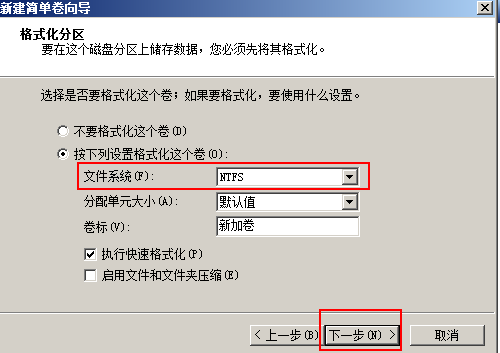 新建简单卷向导
格式化分区
要在这个磁盘分区上储存数据，您必须先将其格式化。
选择是否要格式化这个卷；如果要格式化，要使用什么设置。
不要格式化这个卷(D)
按下列设置格式化这个卷(O):
文件系统(F): NTFS
分配单元大小(A): 默认值
卷标(V): 新加卷
执行快速格式化(P)
启用文件和文件夹压缩(E)
< 上一步(B) 下一步(N) > 取消